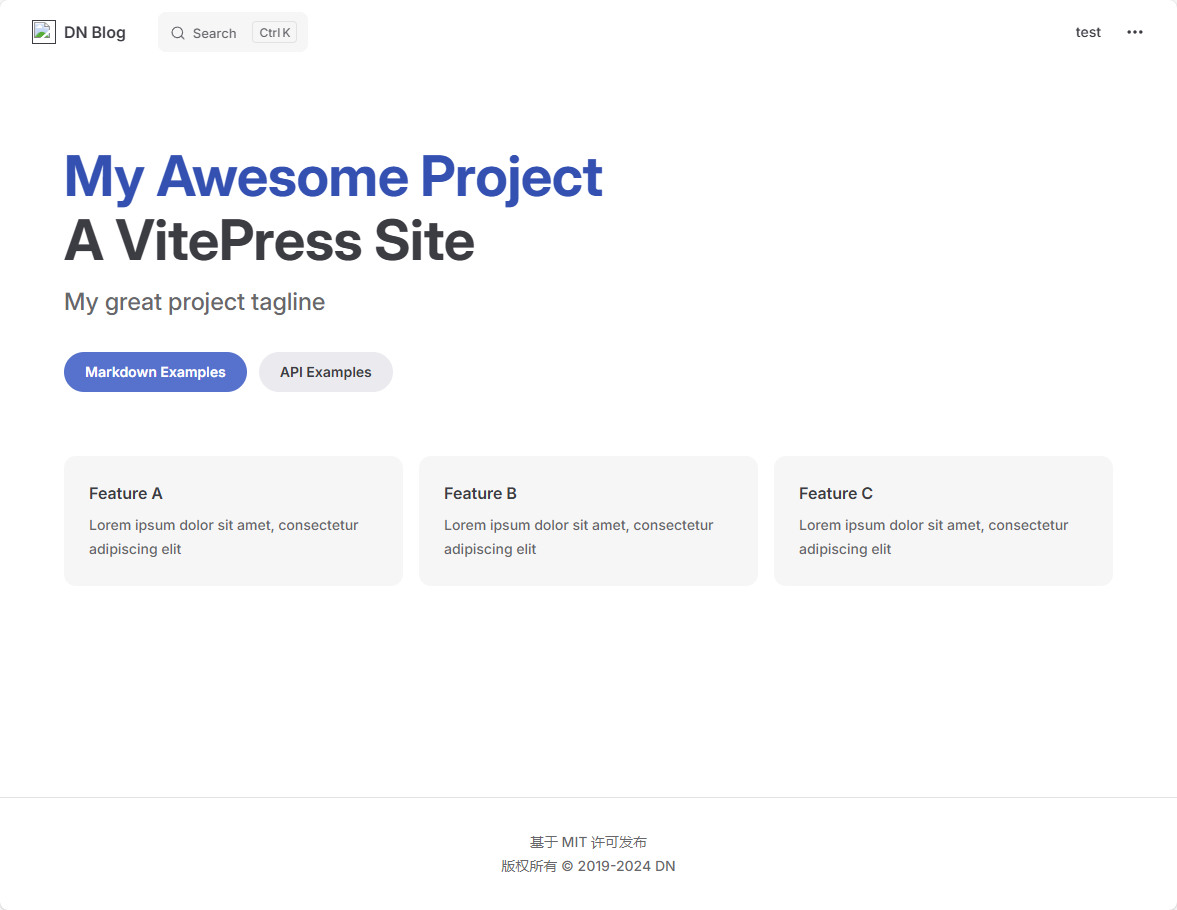 DN Blog
Search
Ctrl K
test
My Awesome Project
A VitePress Site
My great project tagline
Markdown Examples
API Examples
Feature A
Lorem ipsum dolor sit amet, consectetur
adipiscing elit
Feature B
Lorem ipsum dolor sit amet, consectetur
adipiscing elit
Feature C
Lorem ipsum dolor sit amet, consectetur
adipiscing elit
基于 MIT 许可发布
版权所有 © 2019-2024 DN